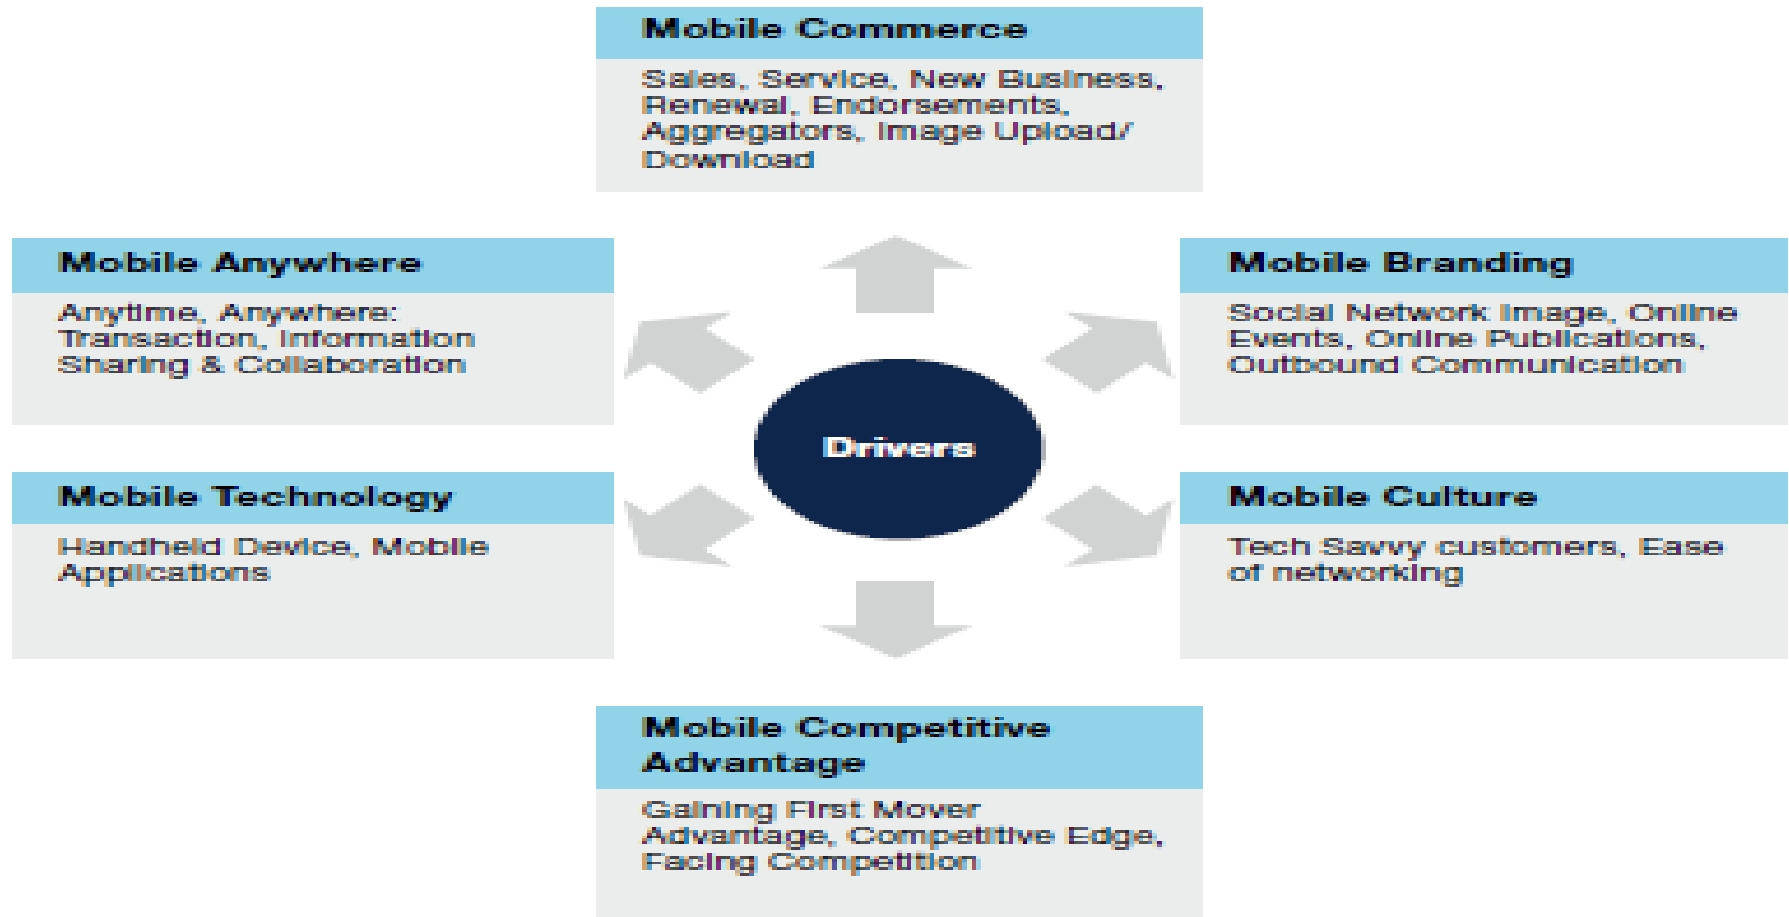 Mobile Commerce
Sales, Service, New Business,
Renewal, Endorsements,
Aggregators, Image Upload/
Download
Mobile Anywhere
Anytime, Anywhere:
Transaction, Information
Sharing & Collaboration
Mobile Branding
Social Network Image, Online
Events, Online Publications,
Outbound Communication
Drivers
Mobile Technology
Handheld Device, Mobile
Applications
Mobile Culture
Tech Savvy customers, Ease
of networking
Mobile Competitive
Advantage
Gaining First Mover
Advantage, Competitive Edge,
Facing Competition